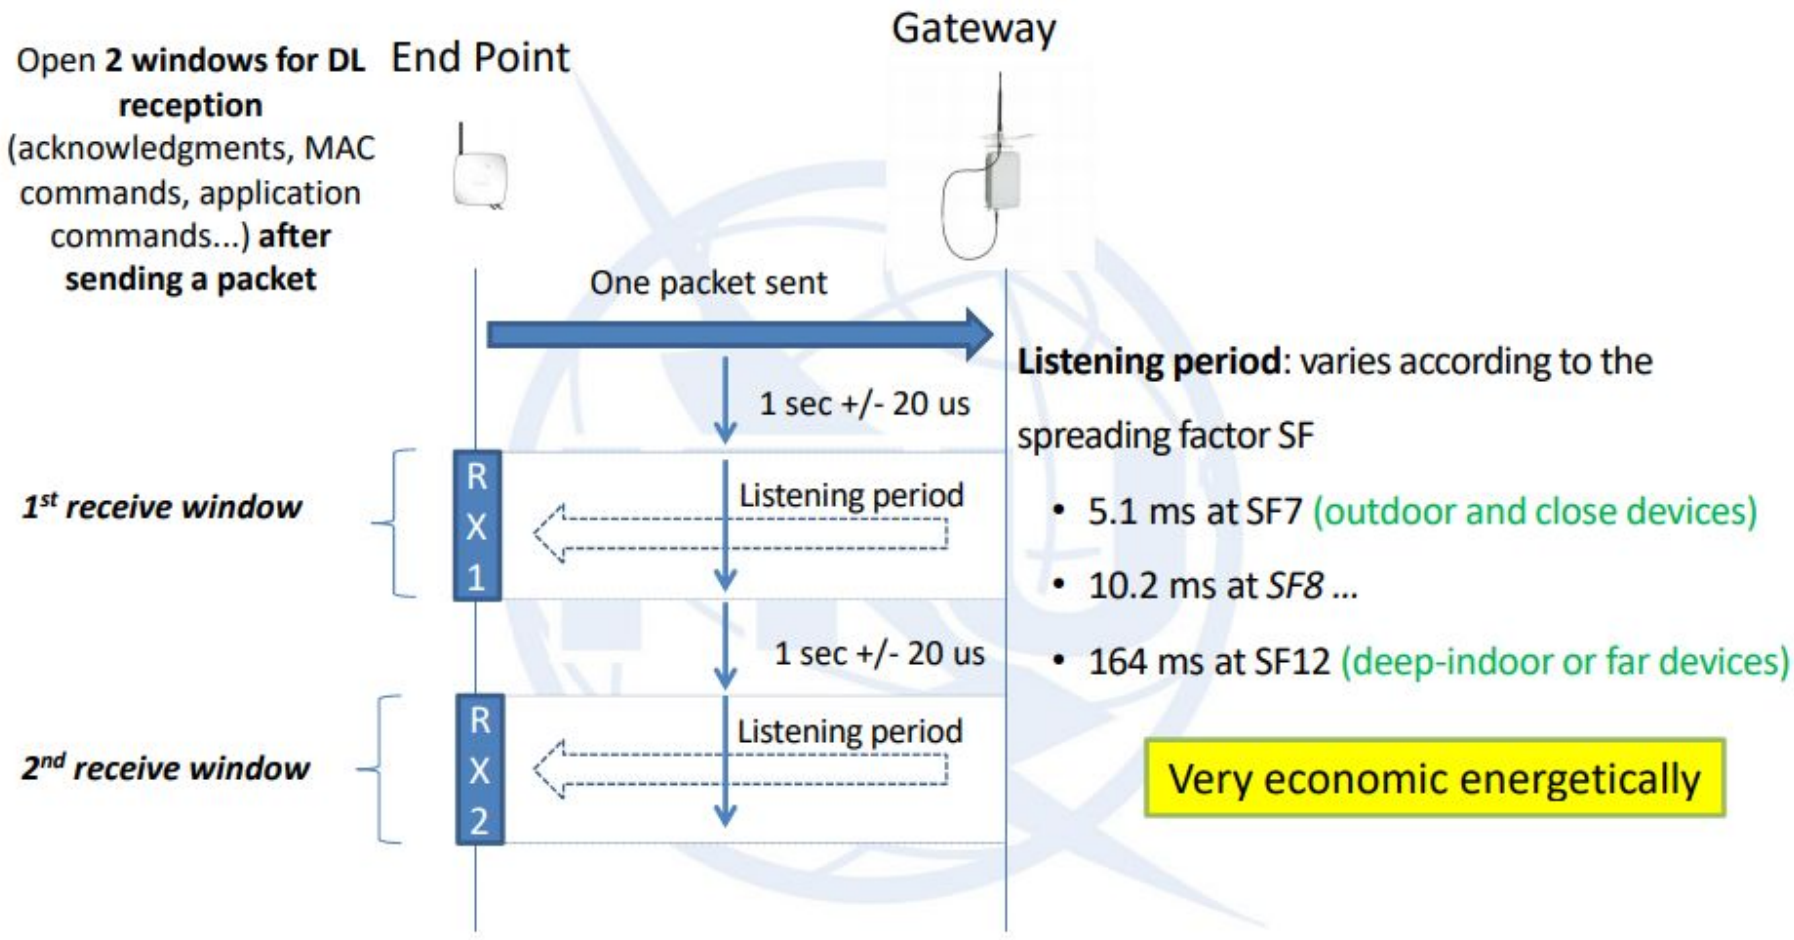 Open 2 windows for DL
reception
(acknowledgments, MAC
commands, application
commands...) after
sending a packet
End Point
Gateway
One packet sent
1 sec +/- 20 us
1st receive window
R
X
1
Listening period
1 sec +/- 20 us
2nd receive window
R
X
2
Listening period
Listening period: varies according to the
spreading factor SF
• 5.1 ms at SF7 (outdoor and close devices)
• 10.2 ms at SF8 ...
• 164 ms at SF12 (deep-indoor or far devices)
Very economic energetically